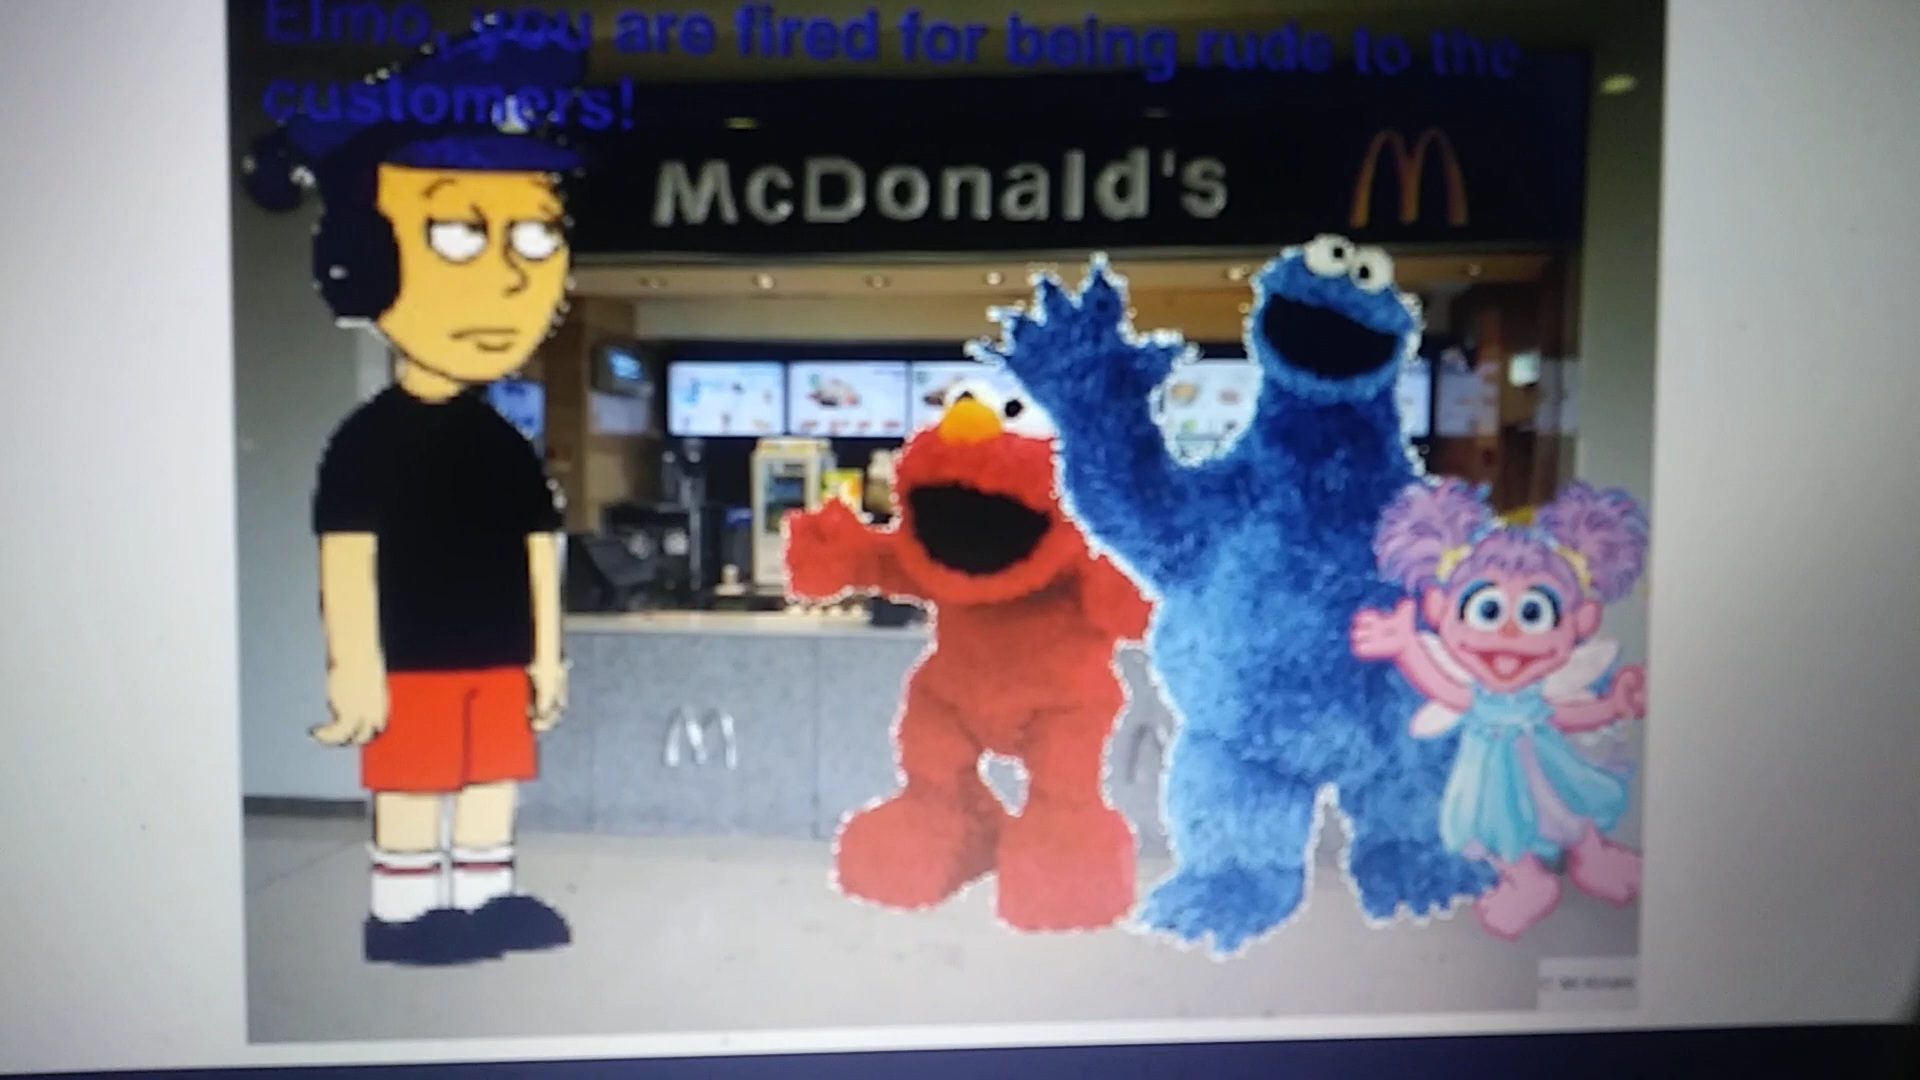 Elmo, you are fired for being rude to the
customers!
McDonald's